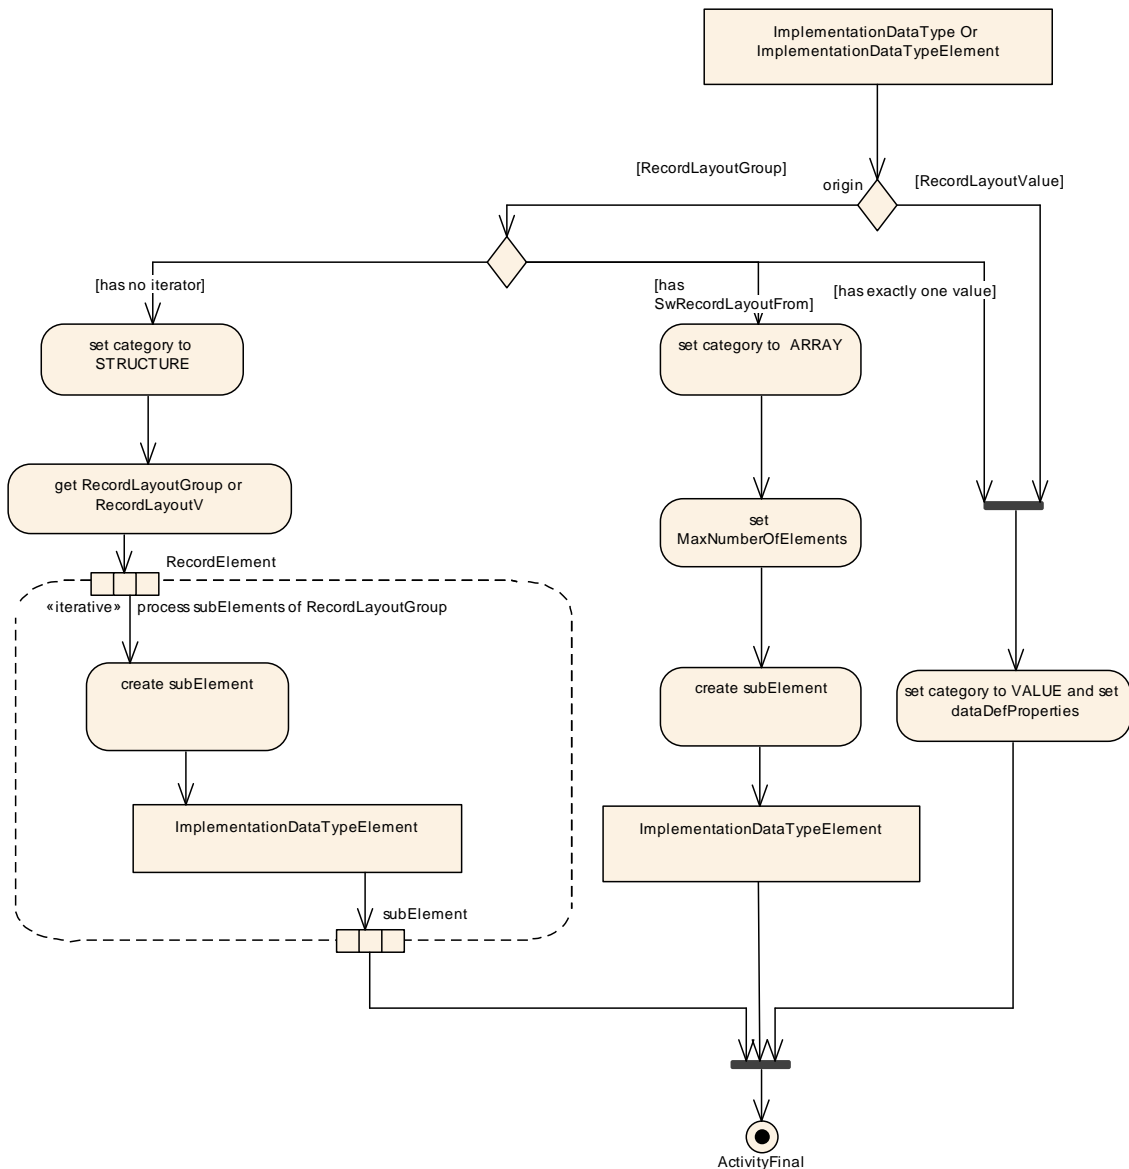 ImplementationDataType Or
ImplementationDataTypeElement
[RecordLayoutGroup]
origin
[RecordLayoutValue]
[has no iterator]
[has
SwRecordLayoutFrom]
[has exactly one value]
set category to
STRUCTURE
set category to ARRAY
get RecordLayoutGroup or
RecordLayoutV
set
MaxNumberOfElements
RecordElement
«iterative»
process subElements of RecordLayoutGroup
create subElement
create subElement
set category to VALUE and set
dataDefProperties
ImplementationDataTypeElement
ImplementationDataTypeElement
subElement
ActivityFinal